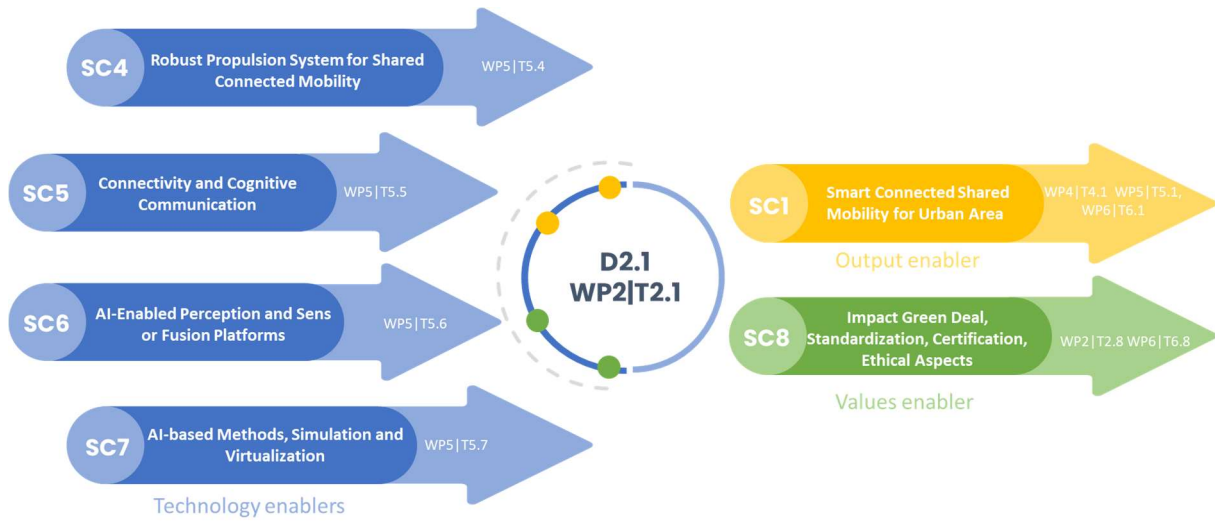 SC4
Robust Propulsion System for Shared
Connected Mobility
WP5|T5.4
SC5
Connectivity and Cognitive
Communication
WP5|T5.5
SC6
AI-Enabled Perception and Sens
or Fusion Platforms
WP5|T5.6
SC7
AI-based Methods, Simulation and
Virtualization
WP5|T5.7
Technology enablers
D2.1
WP2|T2.1
SC1
Smart Connected Shared
Mobility for Urban Area
WP4|T4.1 WP5|T5.1,
WP6|T6.1
Output enabler
SC8
Impact Green Deal,
Standardization, Certification,
Ethical Aspects
WP2|T2.8 WP6|T6.8
Values enabler